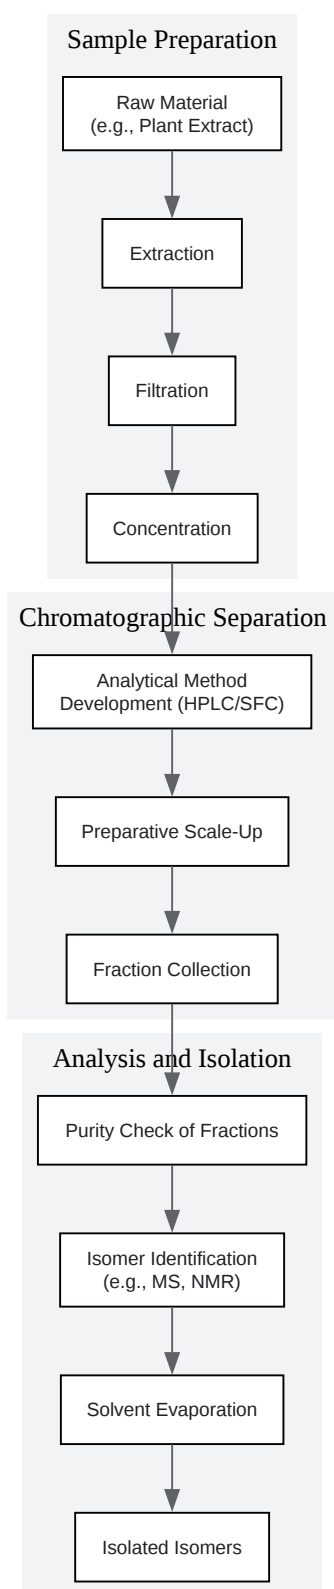 Sample Preparation
Raw Material
(e.g., Plant Extract)
Extraction
Filtration
Concentration
Chromatographic Separation
Analytical Method
Development (HPLC/SFC)
Preparative Scale-Up
Fraction Collection
Analysis and Isolation
Purity Check of Fractions
Isomer Identification
(e.g., MS, NMR)
Solvent Evaporation
Isolated Isomers